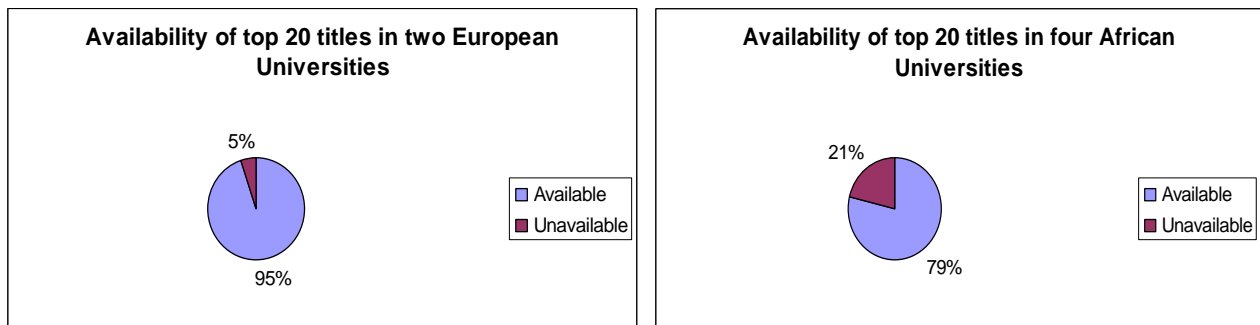 Availability of top 20 titles in two European
Universities
5%
95%
Available
Unavailable
Availability of top 20 titles in four African
Universities
21%
79%
Available
Unavailable